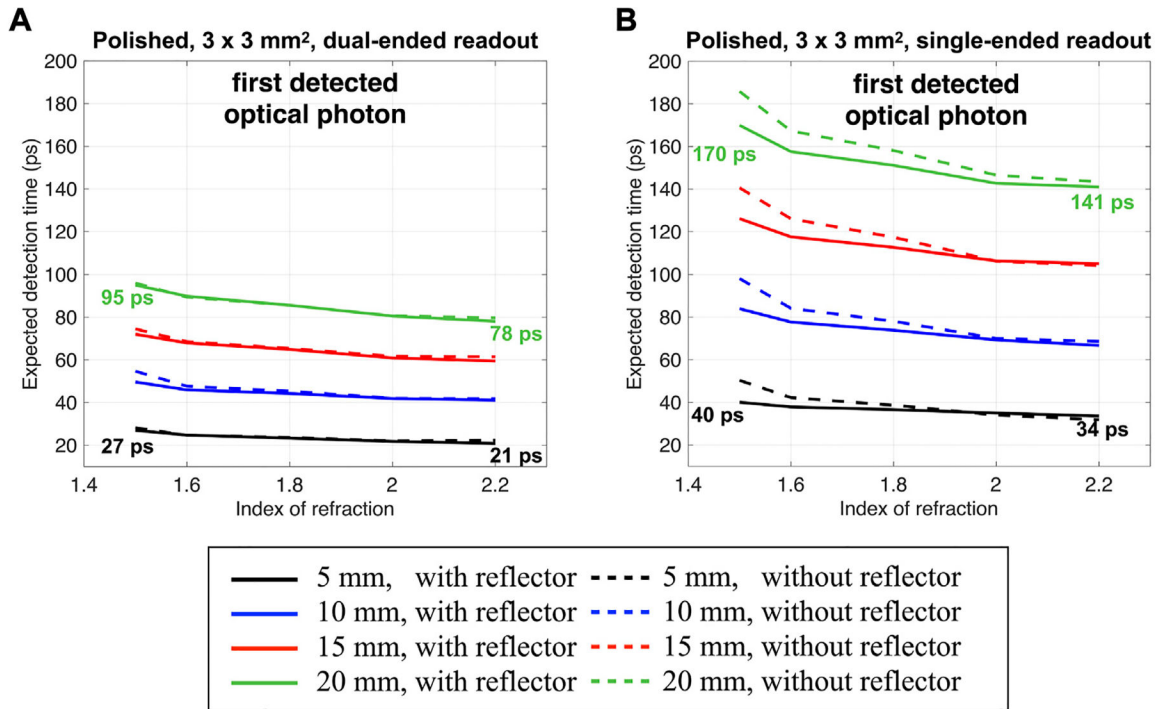 A
Polished, 3 x 3 mm², dual-ended readout
first detected
optical photon
Expected detection time (ps)
200
180
160
140
120
100
80
60
40
20
95 ps
78 ps
27 ps
21 ps
1.4
1.6
1.8
2
2.2
Index of refraction
B
Polished, 3 x 3 mm², single-ended readout
first detected
optical photon
Expected detection time (ps)
200
180
160
140
120
100
80
60
40
20
170 ps
141 ps
40 ps
34 ps
1.4
1.6
1.8
2
2.2
Index of refraction
5 mm, with reflector
5 mm, without reflector
10 mm, with reflector
10 mm, without reflector
15 mm, with reflector
15 mm, without reflector
20 mm, with reflector
20 mm, without reflector